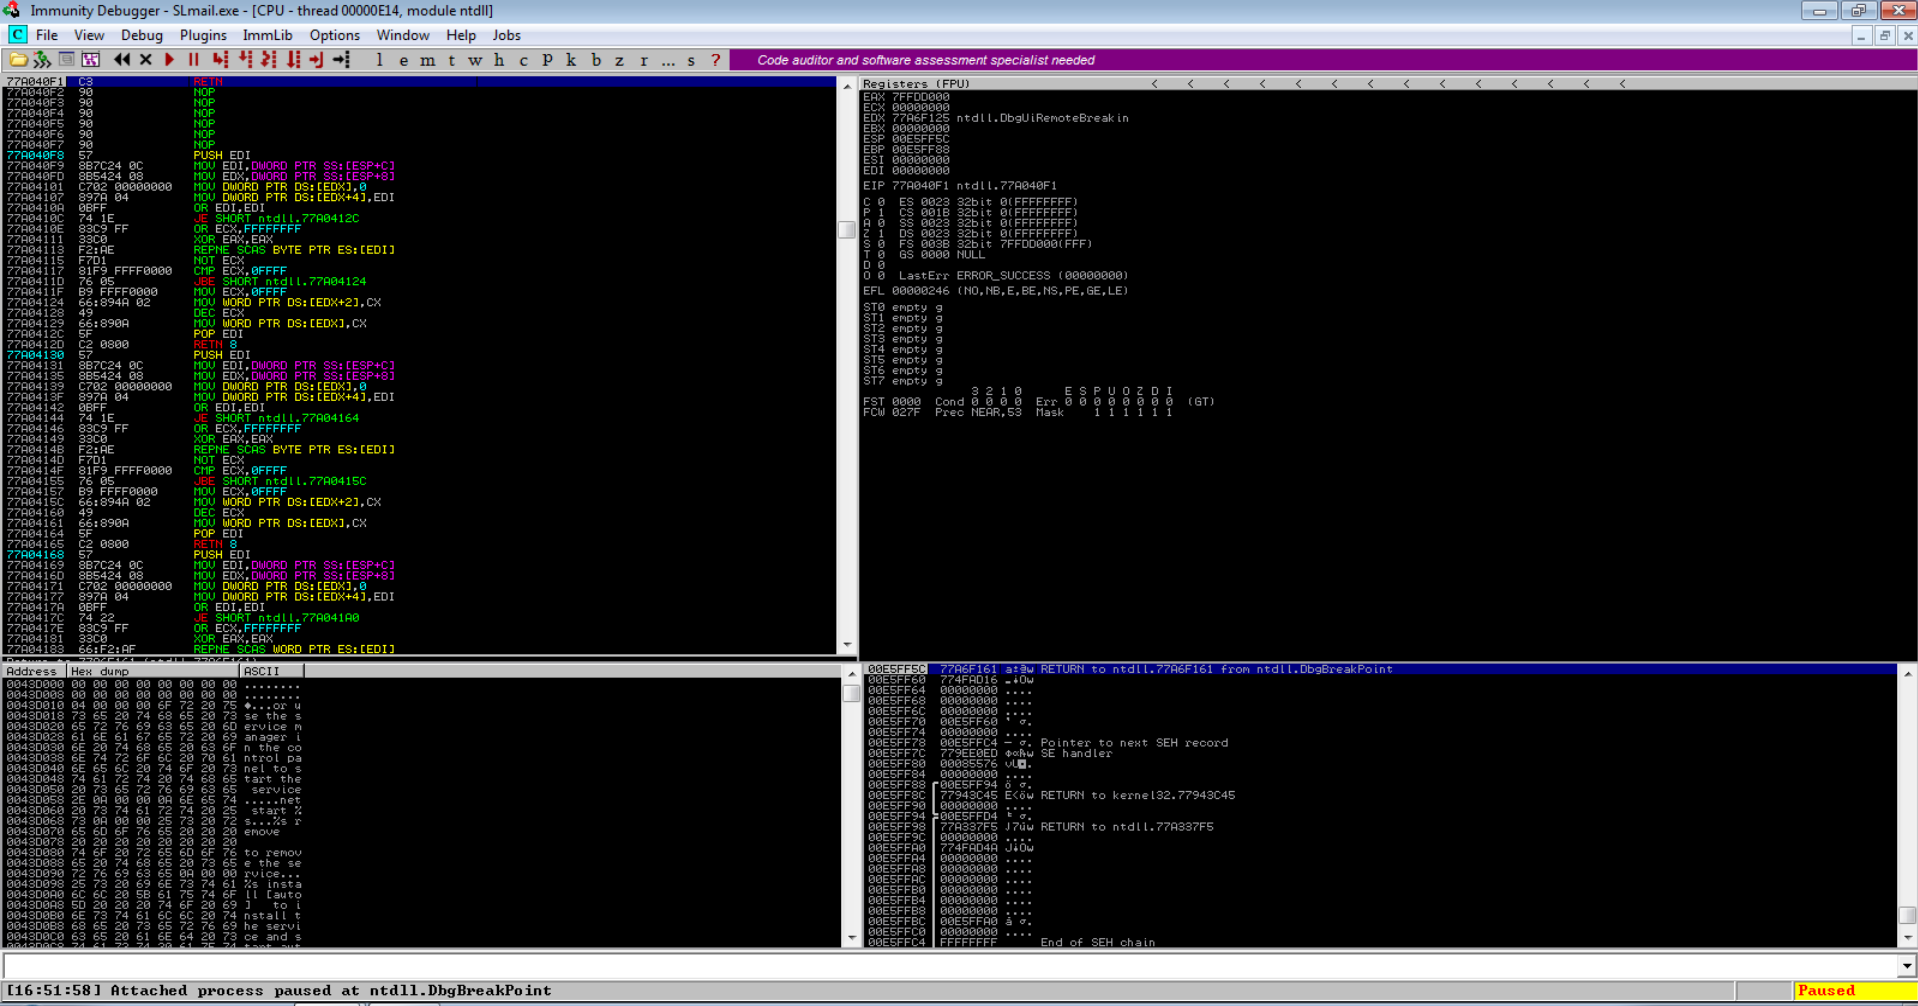 Immunity Debugger - SLmail.exe - [CPU - thread 00000E14, module ntdll]
C File View Debug Plugins ImmLib Options Window Help Jobs
l e m t w h c P k b z r ... s ? Code auditor and software assessment specialist needed
77A040F1 C3 RETN
77A040F2 90 NOP
77A040F3 90 NOP
77A040F4 90 NOP
77A040F5 90 NOP
77A040F6 90 NOP
77A040F7 90 NOP
77A040F8 57 PUSH EDI
77A040F9 8B7C24 0C MOV EDI,DWORD PTR SS:[ESP+C]
77A040FD 8B5424 08 MOV EDX,DWORD PTR SS:[ESP+8]
77A04101 C702 00000000 MOV DWORD PTR DS:[EDX],0
77A04107 897A 04 MOV DWORD PTR DS:[EDX+4],EDI
77A0410A 0BFF OR EDI,EDI
77A0410C 74 1E JE SHORT ntdll.77A0412C
77A0410E 83C9 FF OR ECX,FFFFFFFF
77A04111 33C0 XOR EAX,EAX
77A04113 F2:AE REPNE SCAS BYTE PTR ES:[EDI]
77A04115 F7D1 NOT ECX
77A04117 81F9 FFFF0000 CMP ECX,0FFFF
77A0411D 76 05 JBE SHORT ntdll.77A04124
77A0411F B9 FFFF0000 MOV ECX,0FFFF
77A04124 66:894A 02 MOV WORD PTR DS:[EDX+2],CX
77A04128 49 DEC ECX
77A04129 66:890A MOV WORD PTR DS:[EDX],CX
77A0412C 5F POP EDI
77A0412D C2 0800 RETN 8
77A04130 57 PUSH EDI
77A04131 8B7C24 0C MOV EDI,DWORD PTR SS:[ESP+C]
77A04135 8B5424 08 MOV EDX,DWORD PTR SS:[ESP+8]
77A04139 C702 00000000 MOV DWORD PTR DS:[EDX],0
77A0413F 897A 04 MOV DWORD PTR DS:[EDX+4],EDI
77A04142 0BFF OR EDI,EDI
77A04144 74 1E JE SHORT ntdll.77A04164
77A04146 83C9 FF OR ECX,FFFFFFFF
77A04149 33C0 XOR EAX,EAX
77A0414B F2:AE REPNE SCAS BYTE PTR ES:[EDI]
77A0414D F7D1 NOT ECX
77A0414F 81F9 FFFF0000 CMP ECX,0FFFF
77A04155 76 05 JBE SHORT ntdll.77A0415C
77A04157 B9 FFFF0000 MOV ECX,0FFFF
77A0415C 66:894A 02 MOV WORD PTR DS:[EDX+2],CX
77A04160 49 DEC ECX
77A04161 66:890A MOV WORD PTR DS:[EDX],CX
77A04164 5F POP EDI
77A04165 C2 0800 RETN 8
77A04168 57 PUSH EDI
77A04169 8B7C24 0C MOV EDI,DWORD PTR SS:[ESP+C]
77A0416D 8B5424 08 MOV EDX,DWORD PTR SS:[ESP+8]
77A04171 C702 00000000 MOV DWORD PTR DS:[EDX],0
77A04177 897A 04 MOV DWORD PTR DS:[EDX+4],EDI
77A0417A 0BFF OR EDI,EDI
77A0417C 74 22 JE SHORT ntdll.77A041A0
77A0417E 83C9 FF OR ECX,FFFFFFFF
77A04181 33C0 XOR EAX,EAX
77A04183 66:F2:AF REPNE SCAS WORD PTR ES:[EDI]
Return to 77A6F161 (ntdll.77A6F161)
Registers (FPU) < < < < < < < < < < < < < <
EAX 7FFDD000
ECX 00000000
EDX 77A6F125 ntdll.DbgUiRemoteBreakin
EBX 00000000
ESP 00E5FF5C
EBP 00E5FF88
ESI 00000000
EDI 00000000
EIP 77A040F1 ntdll.77A040F1
C 0 ES 0023 32bit 0(FFFFFFFF)
P 1 CS 001B 32bit 0(FFFFFFFF)
A 0 SS 0023 32bit 0(FFFFFFFF)
Z 1 DS 0023 32bit 0(FFFFFFFF)
S 0 FS 003B 32bit 7FFDD000(FFF)
T 0 GS 0000 NULL
D 0
O 0 LastErr ERROR_SUCCESS (00000000)
EFL 00000246 (NO,NB,E,BE,NS,PE,GE,LE)
ST0 empty g
ST1 empty g
ST2 empty g
ST3 empty g
ST4 empty g
ST5 empty g
ST6 empty g
ST7 empty g
3 2 1 0 E S P U O Z D I
FST 0000 Cond 0 0 0 0 Err 0 0 0 0 0 0 0 0 (GT)
FCW 027F Prec NEAR,53 Mask 1 1 1 1 1 1
Address Hex dump ASCII
0043D000 00 00 00 00 00 00 00 00 ........
0043D008 00 00 00 00 00 00 00 00 ........
0043D010 04 00 00 00 6F 72 20 75 ♦...or u
0043D018 73 65 20 74 68 65 20 73 se the s
0043D020 65 72 76 69 63 65 20 6D ervice m
0043D028 61 6E 61 67 65 72 20 69 anager i
0043D030 6E 20 74 68 65 20 63 6F n the co
0043D038 6E 74 72 6F 6C 20 70 61 ntrol pa
0043D040 6E 65 6C 20 74 6F 20 73 nel to s
0043D048 74 61 72 74 20 74 68 65 tart the
0043D050 20 73 65 72 76 69 63 65 service
0043D058 2E 0A 00 00 0A 6E 65 74 .....net
0043D060 20 73 74 61 72 74 20 25 start %
0043D068 73 0A 00 00 25 73 20 72 s...%s r
0043D070 65 6D 6F 76 65 20 20 20 emove
0043D078 20 20 20 20 20 20 20 20
0043D080 74 6F 20 72 65 6D 6F 76 to remov
0043D088 65 20 74 68 65 20 73 65 e the se
0043D090 72 76 69 63 65 0A 00 00 rvice...
0043D098 25 73 20 69 6E 73 74 61 %s insta
0043D0A0 6C 6C 20 5B 61 75 74 6F ll [auto
0043D0A8 5D 20 20 20 74 6F 20 69 ] to i
0043D0B0 6E 73 74 61 6C 6C 20 74 nstall t
0043D0B8 68 65 20 73 65 72 76 69 he servi
0043D0C0 63 65 20 61 6E 64 20 73 ce and s
0043D0C8 74 61 72 74 20 61 75 74 tart aut
00E5FF5C 77A6F161 RETURN to ntdll.77A6F161 from ntdll.DbgBreakPoint
00E5FF60 774FAD16
00E5FF64 00000000 ....
00E5FF68 00000000 ....
00E5FF6C 00000000 ....
00E5FF70 00E5FF60
00E5FF74 00000000 ....
00E5FF78 00E5FFC4 Pointer to next SEH record
00E5FF7C 779EE0ED SE handler
00E5FF80 00085576
00E5FF84 00000000 ....
00E5FF88 00E5FF94
00E5FF8C 77943C45 RETURN to kernel32.77943C45
00E5FF90 00000000 ....
00E5FF94 00E5FFD4
00E5FF98 77A337F5 RETURN to ntdll.77A337F5
00E5FF9C 00000000 ....
00E5FFA0 774FAD4A
00E5FFA4 00000000 ....
00E5FFA8 00000000 ....
00E5FFAC 00000000 ....
00E5FFB0 00000000 ....
00E5FFB4 00000000 ....
00E5FFB8 00000000 ....
00E5FFBC 00E5FFA0
00E5FFC0 00000000 ....
00E5FFC4 FFFFFFFF End of SEH chain
[16:51:58] Attached process paused at ntdll.DbgBreakPoint
Paused